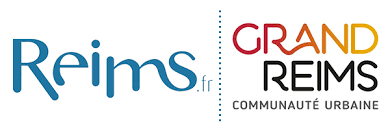 Reims.fr
GRAND
REIMS
COMMUNAUTÉ URBAINE